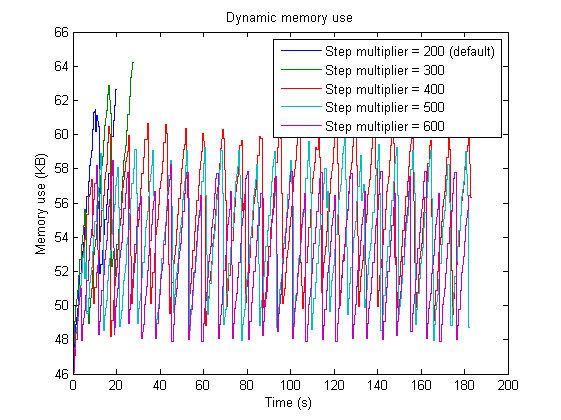 Dynamic memory use
Step multiplier = 200 (default)
Step multiplier = 300
Step multiplier = 400
Step multiplier = 500
Step multiplier = 600
66
64
62
60
58
56
54
52
50
48
46
Memory use (KB)
0
20
40
60
80
100
120
140
160
180
200
Time (s)